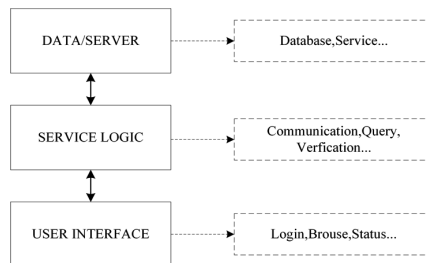 DATA/SERVER
Database,Service...
SERVICE LOGIC
Communication,Query,
Verfication...
USER INTERFACE
Login,Brouse,Status...